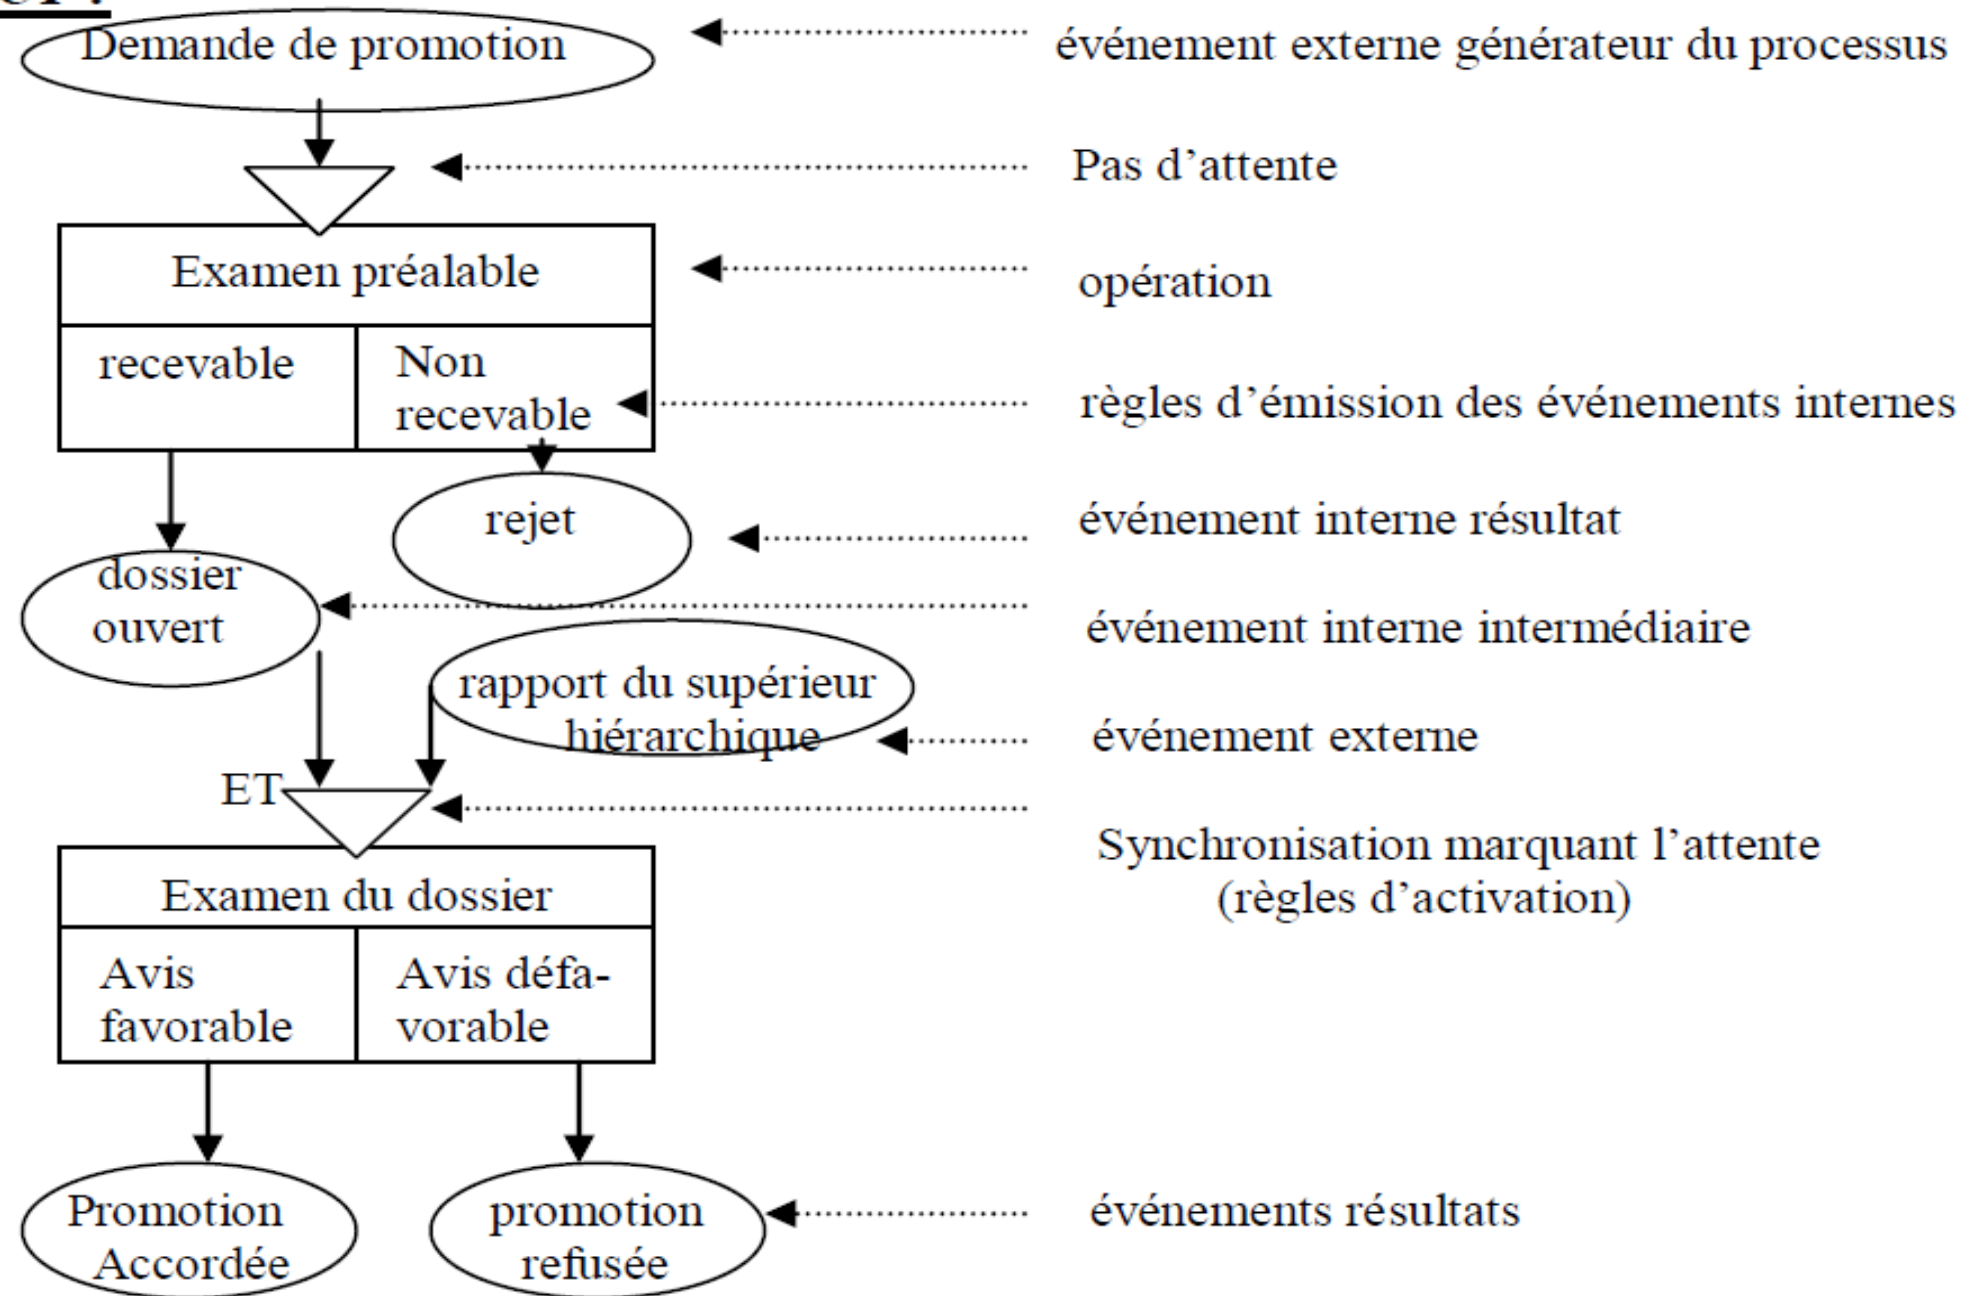 Demande de promotion
événement externe générateur du processus
Pas d’attente
Examen préalable
opération
recevable
Non
recevable
règles d’émission des événements internes
rejet
événement interne résultat
dossier
ouvert
événement interne intermédiaire
rapport du supérieur
hiérarchique
événement externe
ET
Synchronisation marquant l’attente
(règles d’activation)
Examen du dossier
Avis
favorable
Avis défa-
vorable
Promotion
Accordée
promotion
refusée
événements résultats